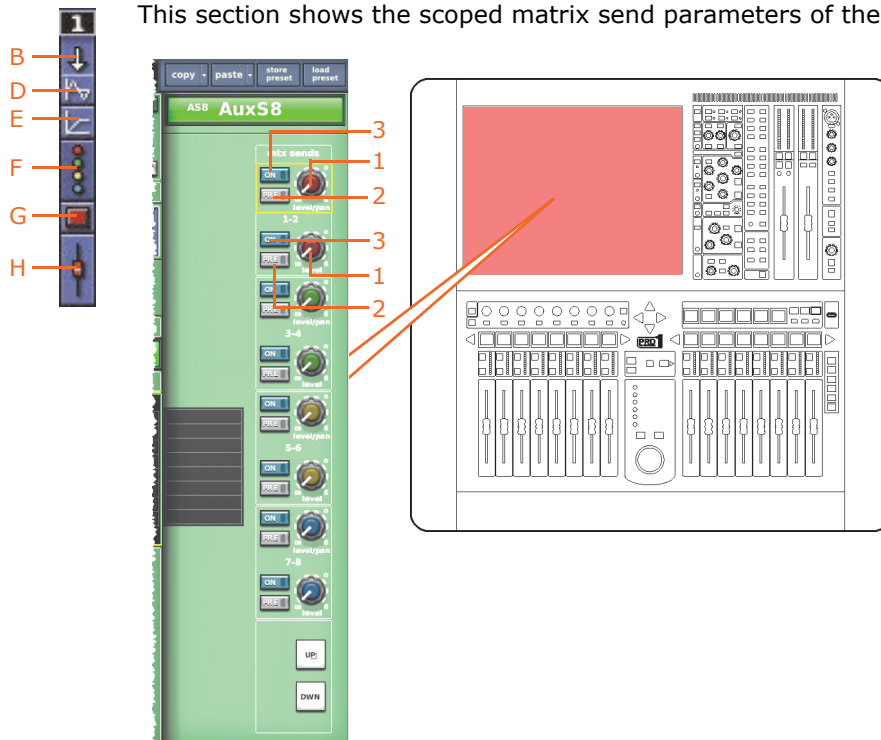 This section shows the scoped matrix send parameters of the
1
B
D
E
F
G
H
copy paste store preset load preset
AS8 AuxS8
mtx sends
3
ON
1
PRE
2
level/pan
1-2
ON
3
PRE
1
level
2
ON
PRE
level/pan
3-4
ON
PRE
level
ON
PRE
level/pan
5-6
ON
PRE
level
ON
PRE
level/pan
7-8
ON
PRE
level
UP
DWN
PRO